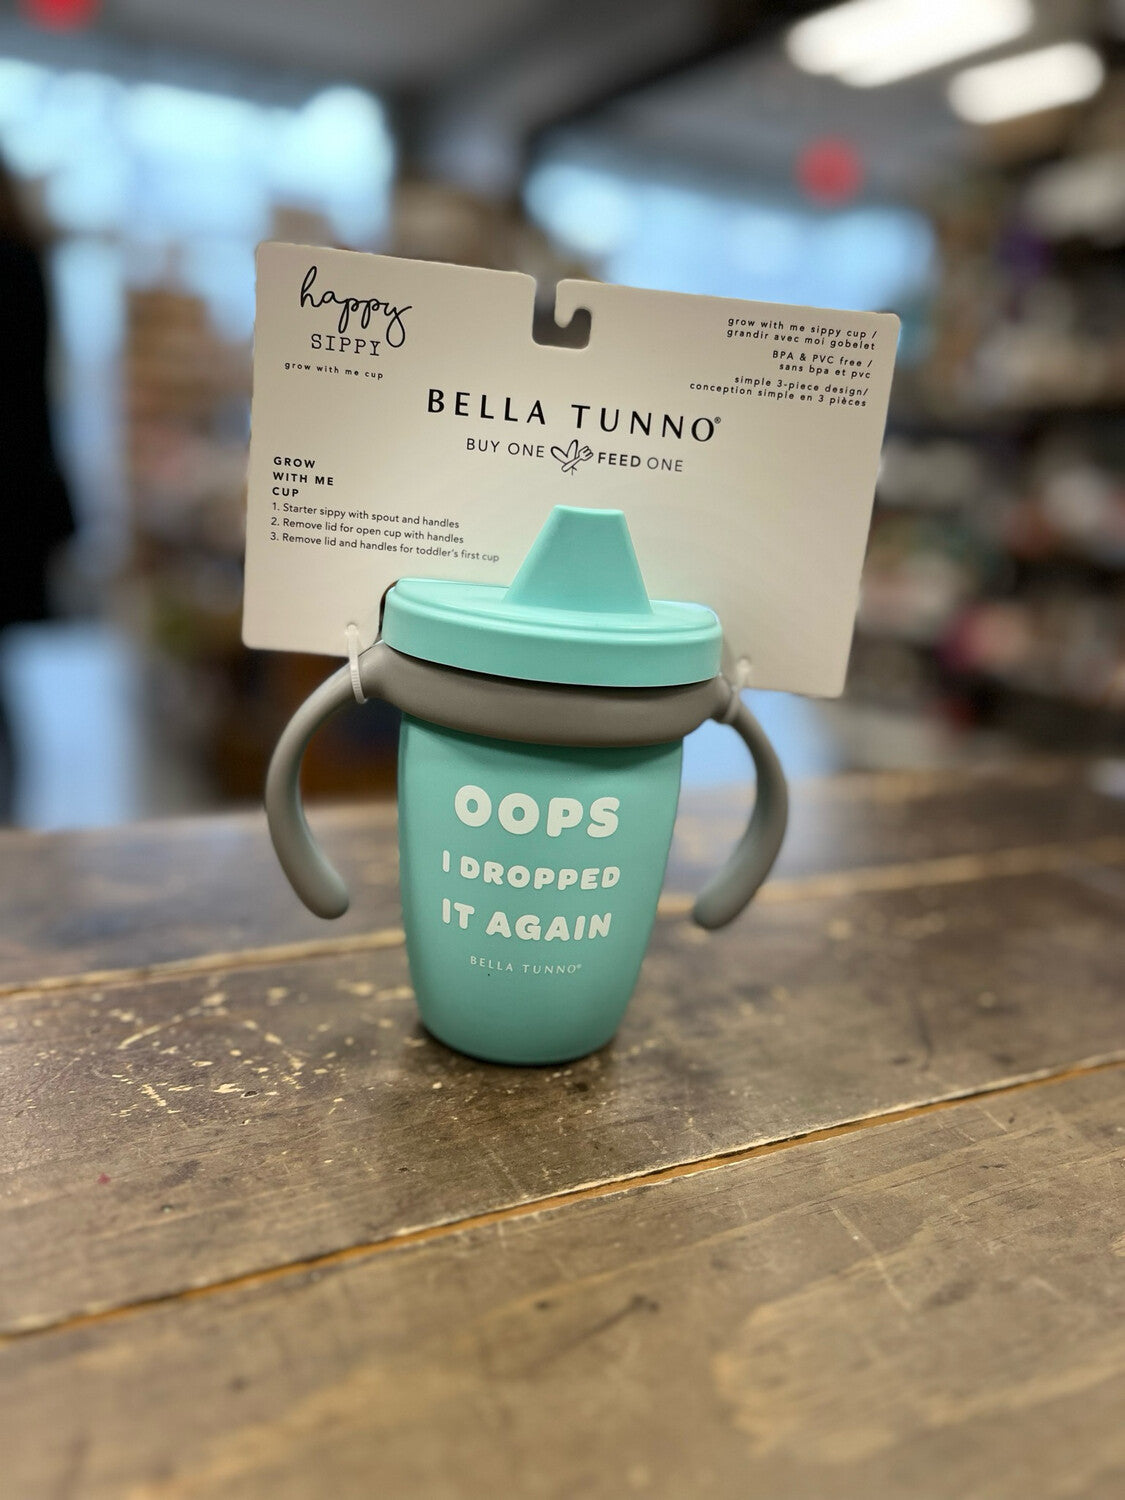 happy
SIPPY
grow with me cup
grow with me sippy cup /
grandir avec moi gobelet
BPA & PVC free /
sans bpa et pvc
simple 3-piece design/
conception simple en 3 pièces
BELLA TUNNO®
BUY ONE FEED ONE
GROW
WITH ME
CUP
1. Starter sippy with spout and handles
2. Remove lid for open cup with handles
3. Remove lid and handles for toddler's first cup
OOPS
I DROPPED
IT AGAIN
BELLA TUNNO®